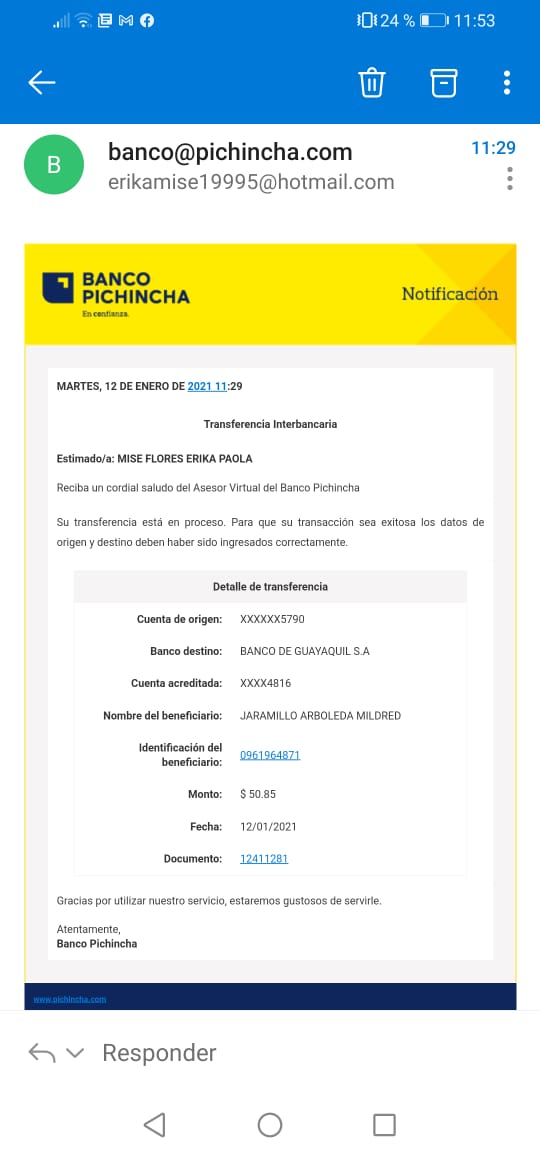 24 % 11:53
banco@pichincha.com 11:29
B
erikamise19995@hotmail.com
BANCO
PICHINCHA
En confianza.
Notificación
MARTES, 12 DE ENERO DE 2021 11:29
Transferencia Interbancaria
Estimado/a: MISE FLORES ERIKA PAOLA
Reciba un cordial saludo del Asesor Virtual del Banco Pichincha
Su transferencia está en proceso. Para que su transacción sea exitosa los datos de
origen y destino deben haber sido ingresados correctamente.
Detalle de transferencia
Cuenta de origen: XXXXXX5790
Banco destino: BANCO DE GUAYAQUIL S.A
Cuenta acreditada: XXXX4816
Nombre del beneficiario: JARAMILLO ARBOLEDA MILDRED
Identificación del
beneficiario: 0961964871
Monto: $ 50.85
Fecha: 12/01/2021
Documento: 12411281
Gracias por utilizar nuestro servicio, estaremos gustosos de servirle.
Atentamente,
Banco Pichincha
www.pichincha.com
Responder